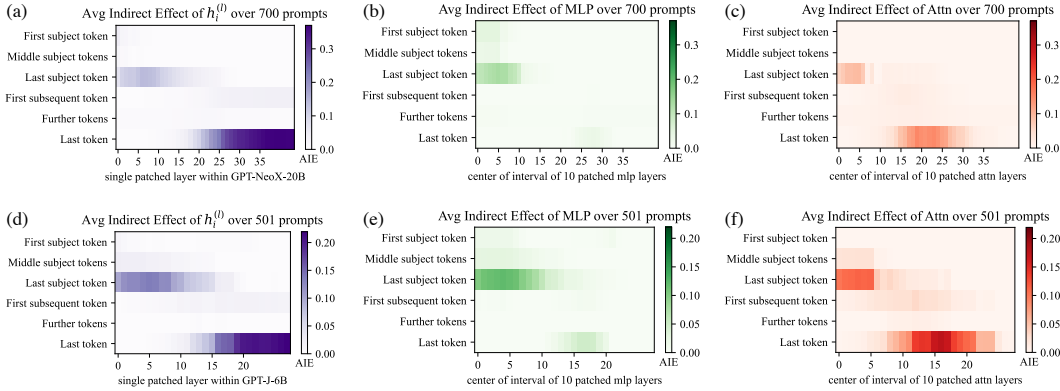 (a)
Avg Indirect Effect of h_i^(l) over 700 prompts
First subject token
Middle subject tokens
Last subject token
First subsequent token
Further tokens
Last token
0 5 10 15 20 25 30 35
single patched layer within GPT-NeoX-20B
0.3
0.2
0.1
0.0
AIE
(b)
Avg Indirect Effect of MLP over 700 prompts
First subject token
Middle subject tokens
Last subject token
First subsequent token
Further tokens
Last token
0 5 10 15 20 25 30 35
center of interval of 10 patched mlp layers
0.3
0.2
0.1
0.0
AIE
(c)
Avg Indirect Effect of Attn over 700 prompts
First subject token
Middle subject tokens
Last subject token
First subsequent token
Further tokens
Last token
0 5 10 15 20 25 30 35
center of interval of 10 patched attn layers
0.3
0.2
0.1
0.0
AIE
(d)
Avg Indirect Effect of h_i^(l) over 501 prompts
First subject token
Middle subject tokens
Last subject token
First subsequent token
Further tokens
Last token
0 5 10 15 20 25
single patched layer within GPT-J-6B
0.20
0.15
0.10
0.05
0.00
AIE
(e)
Avg Indirect Effect of MLP over 501 prompts
First subject token
Middle subject tokens
Last subject token
First subsequent token
Further tokens
Last token
0 5 10 15 20 25
center of interval of 10 patched mlp layers
0.20
0.15
0.10
0.05
0.00
AIE
(f)
Avg Indirect Effect of Attn over 501 prompts
First subject token
Middle subject tokens
Last subject token
First subsequent token
Further tokens
Last token
0 5 10 15 20 25
center of interval of 10 patched attn layers
0.20
0.15
0.10
0.05
0.00
AIE